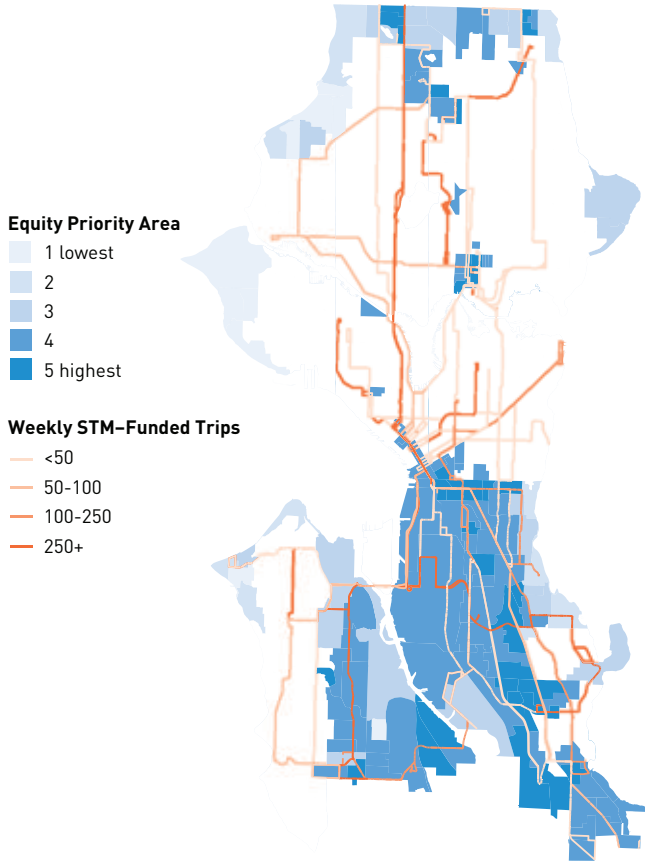 Equity Priority Area
1 lowest
2
3
4
5 highest
Weekly STM–Funded Trips
<50
50-100
100-250
250+